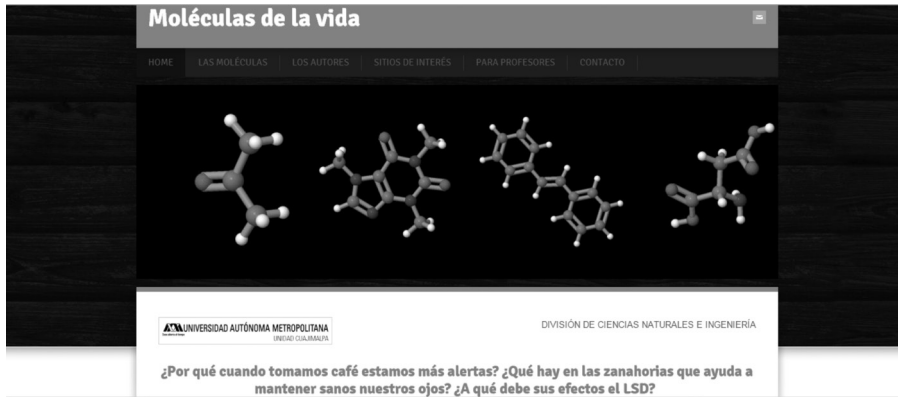 Moléculas de la vida
HOME LAS MOLÉCULAS LOS AUTORES SITIOS DE INTERÉS PARA PROFESORES CONTACTO
UNIVERSIDAD AUTÓNOMA METROPOLITANA
UNIDAD CUAJIMALPA
DIVISIÓN DE CIENCIAS NATURALES E INGENIERÍA
¿Por qué cuando tomamos café estamos más alertas? ¿Qué hay en las zanahorias que ayuda a
mantener sanos nuestros ojos? ¿A qué debe sus efectos el LSD?